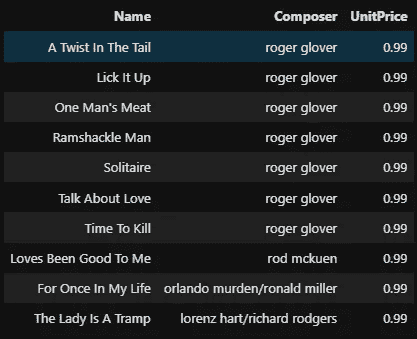 Name Composer UnitPrice
A Twist In The Tail roger glover 0.99
Lick It Up roger glover 0.99
One Man's Meat roger glover 0.99
Ramshackle Man roger glover 0.99
Solitaire roger glover 0.99
Talk About Love roger glover 0.99
Time To Kill roger glover 0.99
Loves Been Good To Me rod mckuen 0.99
For Once In My Life orlando murden/ronald miller 0.99
The Lady Is A Tramp lorenz hart/richard rodgers 0.99